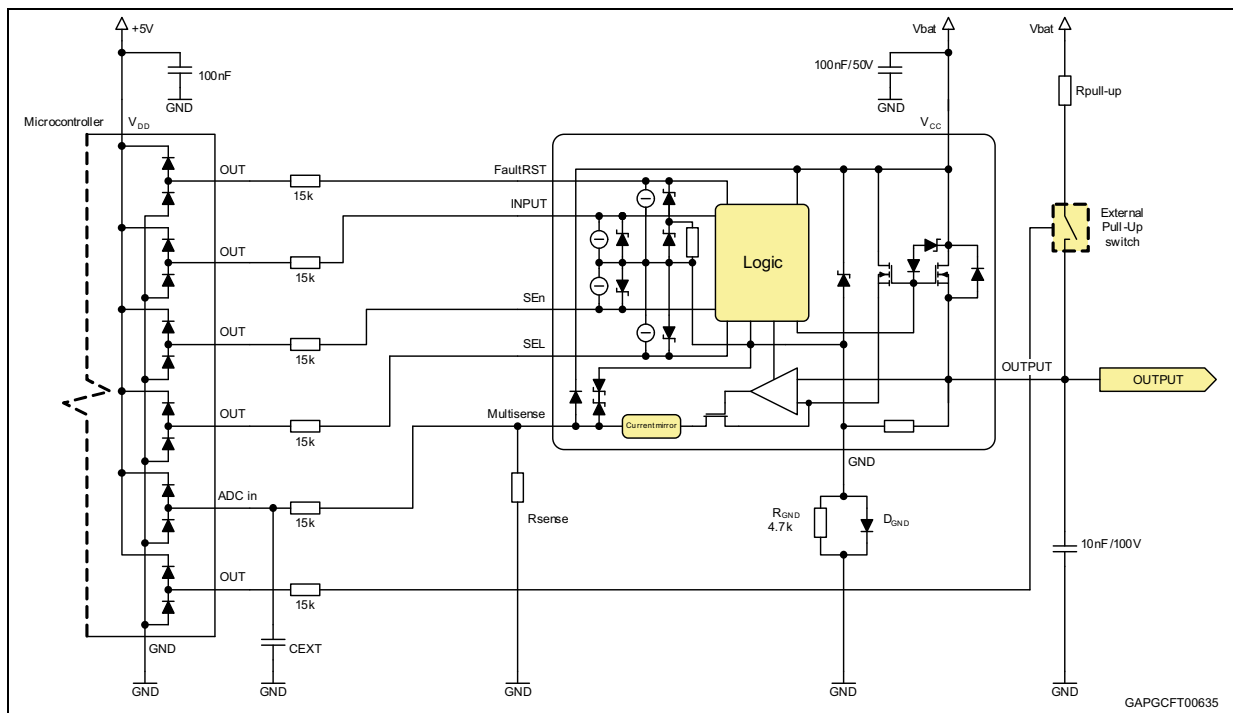 +5V
Vbat
Vbat
100nF
GND
100nF/50V
GND
Rpull-up
Microcontroller
VDD
VCC
OUT
15k
FaultRST
INPUT
External
Pull-Up
switch
OUT
15k
Logic
SEn
OUT
15k
SEL
OUTPUT
OUTPUT
OUT
15k
Multisense
Currentmirror
GND
ADC in
15k
Rsense
RGND
4.7k
DGND
10nF/100V
OUT
15k
GND
CEXT
GND
GND
GND
GND
GND
GAPGCFT00635